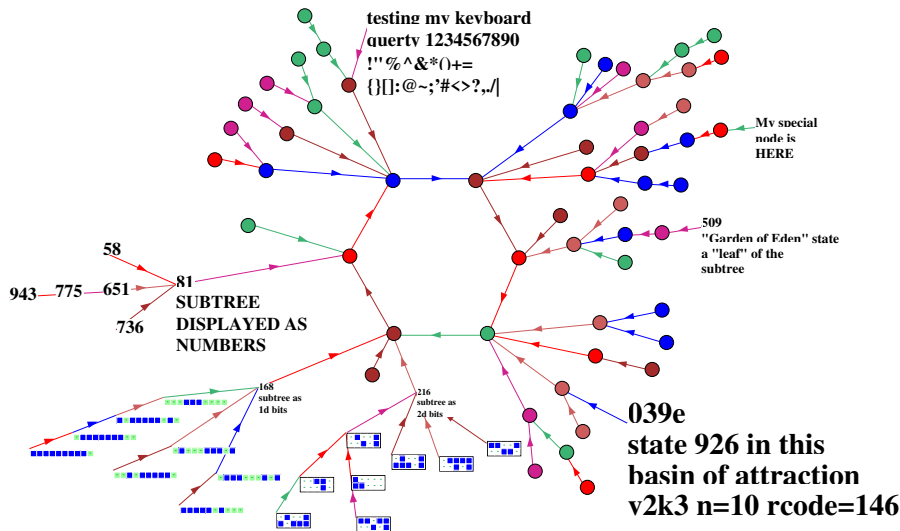 testing my keyboard
querty 1234567890
!"%^&*()+=
{}[]:@~;'#<>?,./|
My special
node is
HERE
509
"Garden of Eden" state
a "leaf" of the
subtree
58
943 775 651 81
736
SUBTREE
DISPLAYED AS
NUMBERS
168
subtree as
1d bits
216
subtree as
2d bits
039e
state 926 in this
basin of attraction
v2k3 n=10 rcode=146